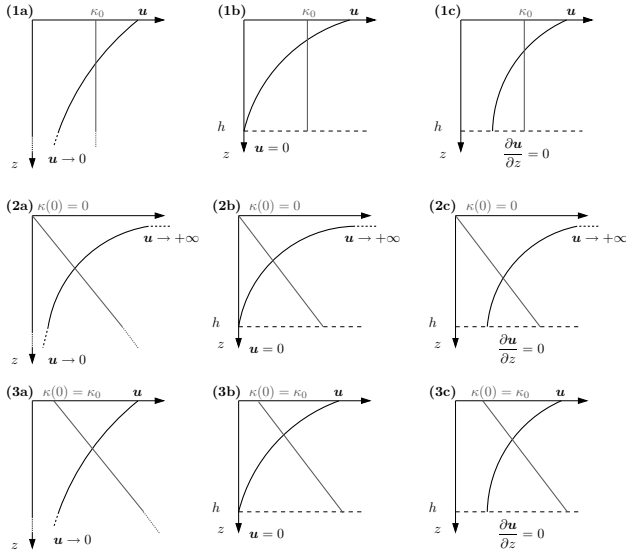 (1a) κ₀ u
z u → 0
(1b) κ₀ u
h
z u = 0
(1c) κ₀ u
h
z ∂u/∂z = 0
(2a) κ(0) = 0
u → +∞
z u → 0
(2b) κ(0) = 0
u → +∞
h
z u = 0
(2c) κ(0) = 0
u → +∞
h
z ∂u/∂z = 0
(3a) κ(0) = κ₀ u
z u → 0
(3b) κ(0) = κ₀ u
h
z u = 0
(3c) κ(0) = κ₀ u
h
z ∂u/∂z = 0